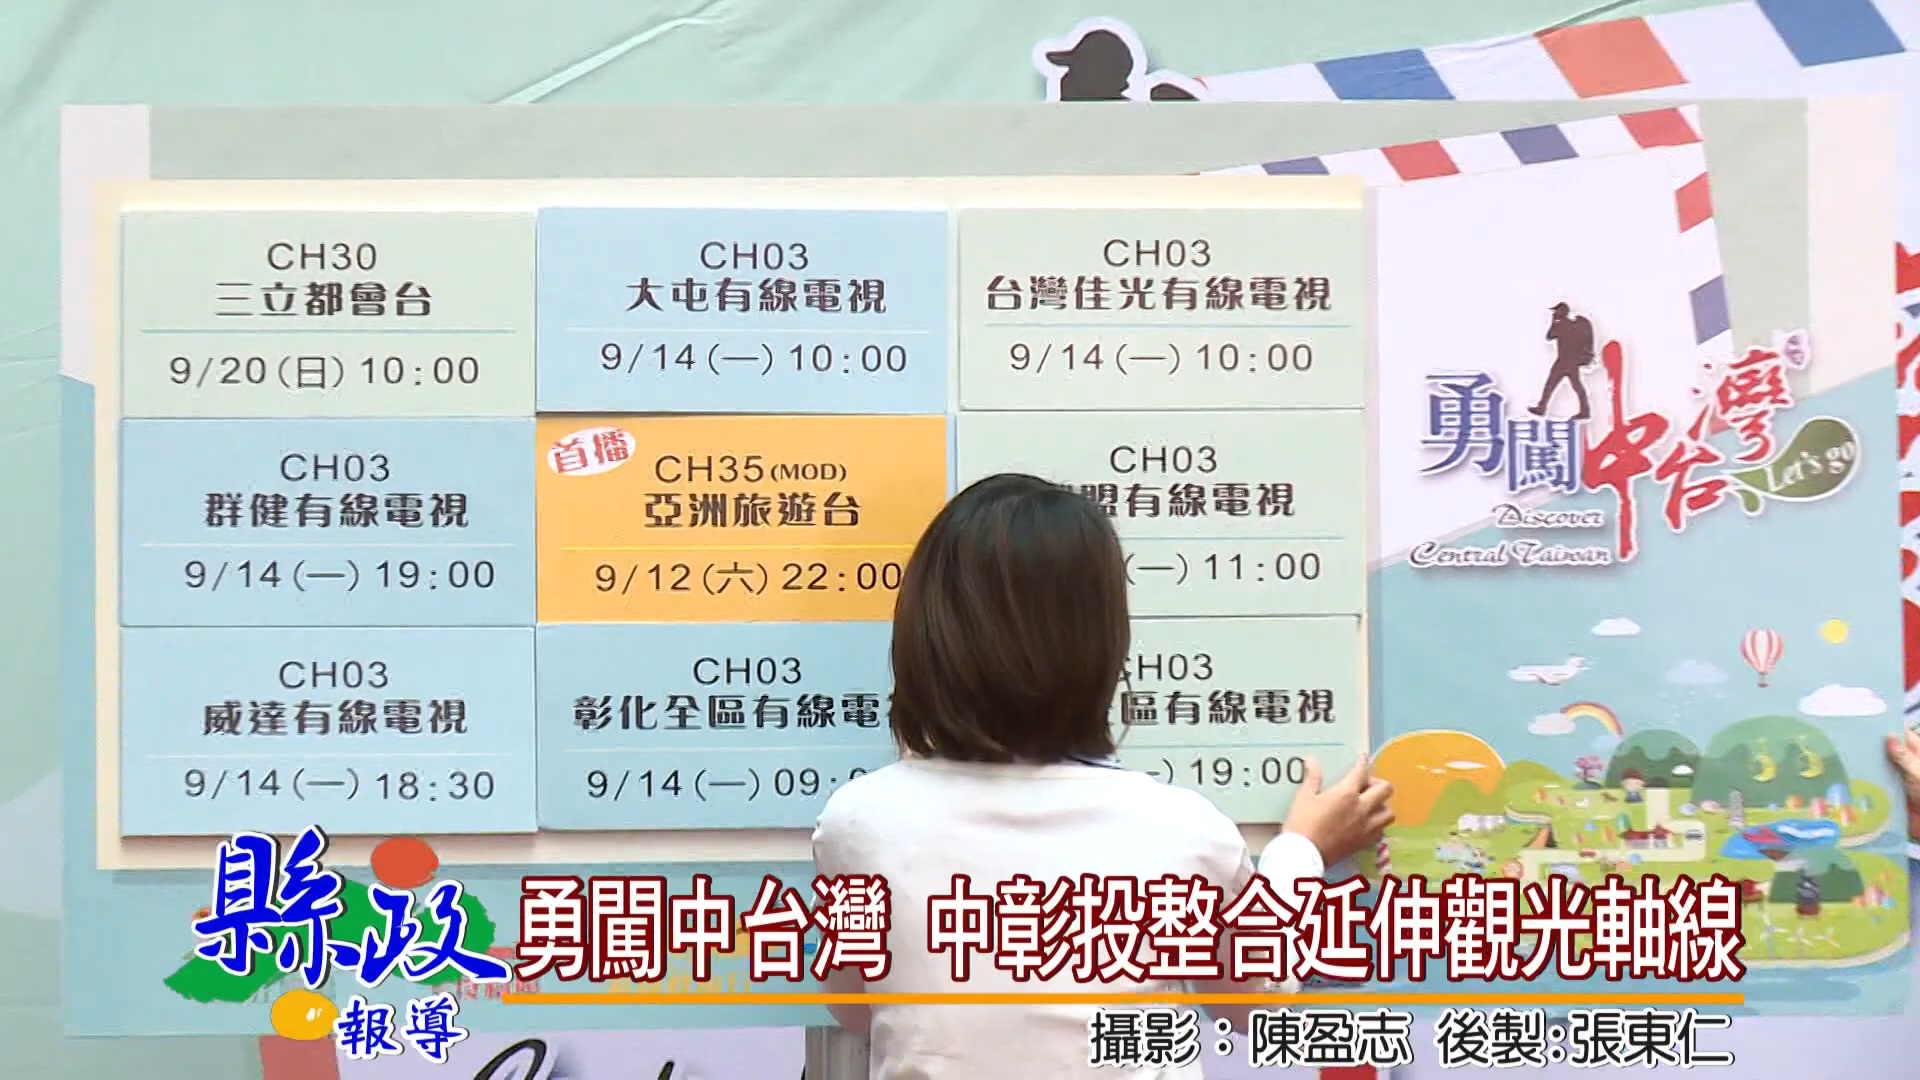 CH30
三立都會台
9/20(日)10:00
CH03
大屯有線電視
9/14(一)10:00
CH03
台灣佳光有線電視
9/14(一)10:00
CH03
群健有線電視
9/14(一)19:00
首播
CH35(MOD)
亞洲旅遊台
9/12(六)22:00
CH03
盟有線電視
(一)11:00
CH03
威達有線電視
9/14(一)18:30
CH03
彰化全區有線電
9/14(一)09:
CH03
區有線電視
)19:00
勇闖中台灣
Let's go
Discover
Central Taiwan
縣政
報導
勇闖中台灣 中彰投整合延伸觀光軸線
攝影：陳盈志 後製:張東仁